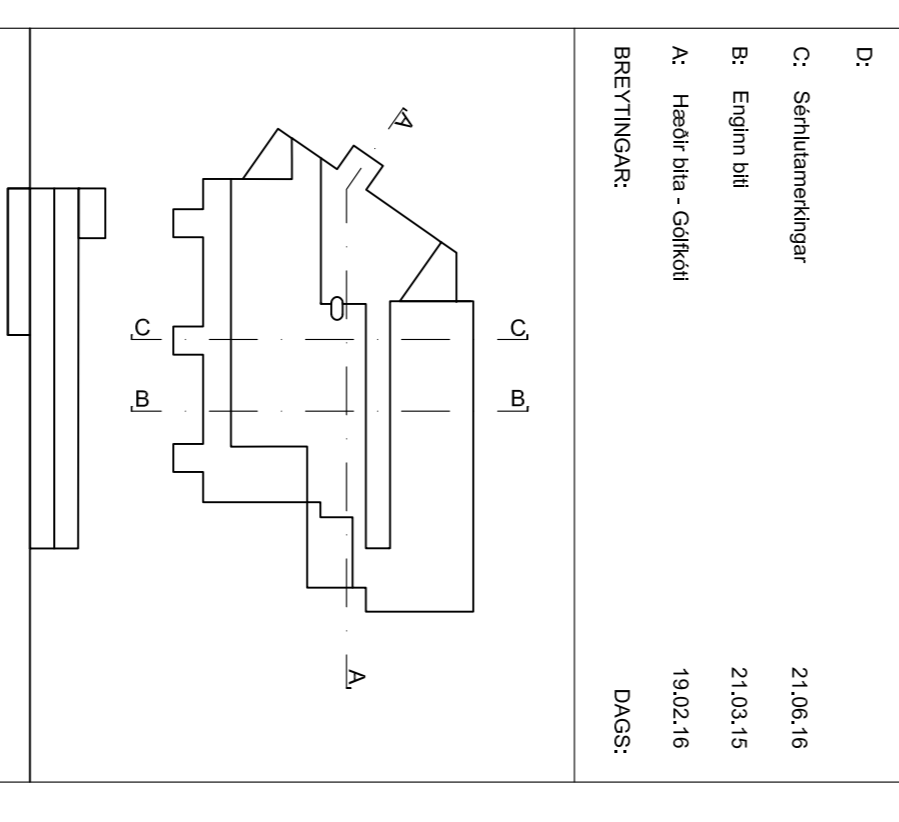 D:
C: Sérhlutamerkingar 21.06.16
B: Enginn biti 21.03.15
A: Hæðir bita - Gólfkóti 19.02.16
BREYTINGAR: DAGS:
A
C C
B B
A